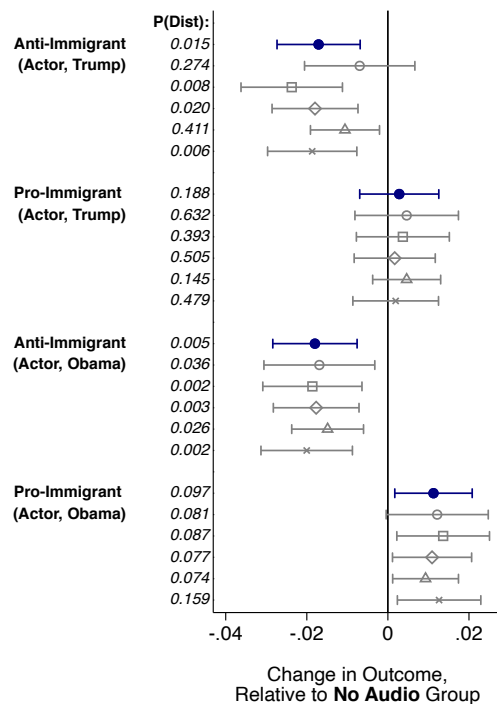 P(Dist):
Anti-Immigrant 0.015
(Actor, Trump) 0.274
0.008
0.020
0.411
0.006
Pro-Immigrant 0.188
(Actor, Trump) 0.632
0.393
0.505
0.145
0.479
Anti-Immigrant 0.005
(Actor, Obama) 0.036
0.002
0.003
0.026
0.002
Pro-Immigrant 0.097
(Actor, Obama) 0.081
0.087
0.077
0.074
0.159
-.04 -.02 0 .02
Change in Outcome,
Relative to No Audio Group